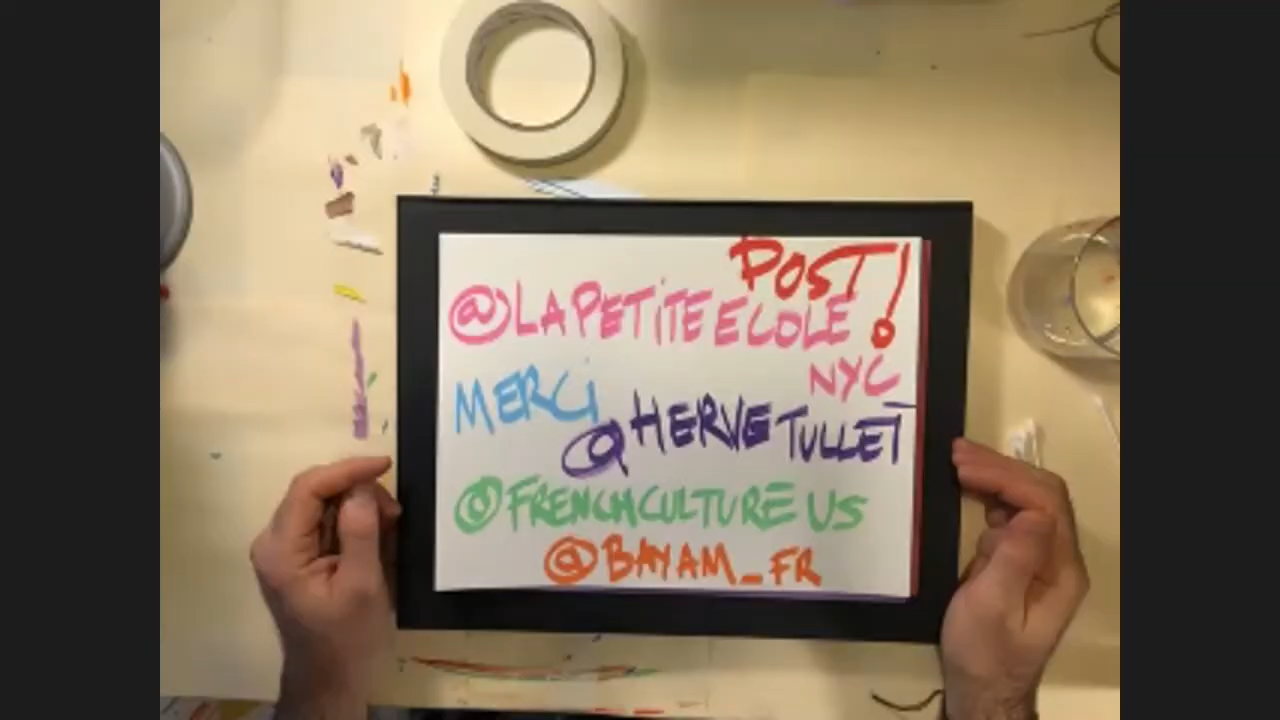 POST!
@LAPETITEECOLE
NYC
MERCI
@HERVETULLET
@FRENCHCULTUREUS
@BAYAM_FR